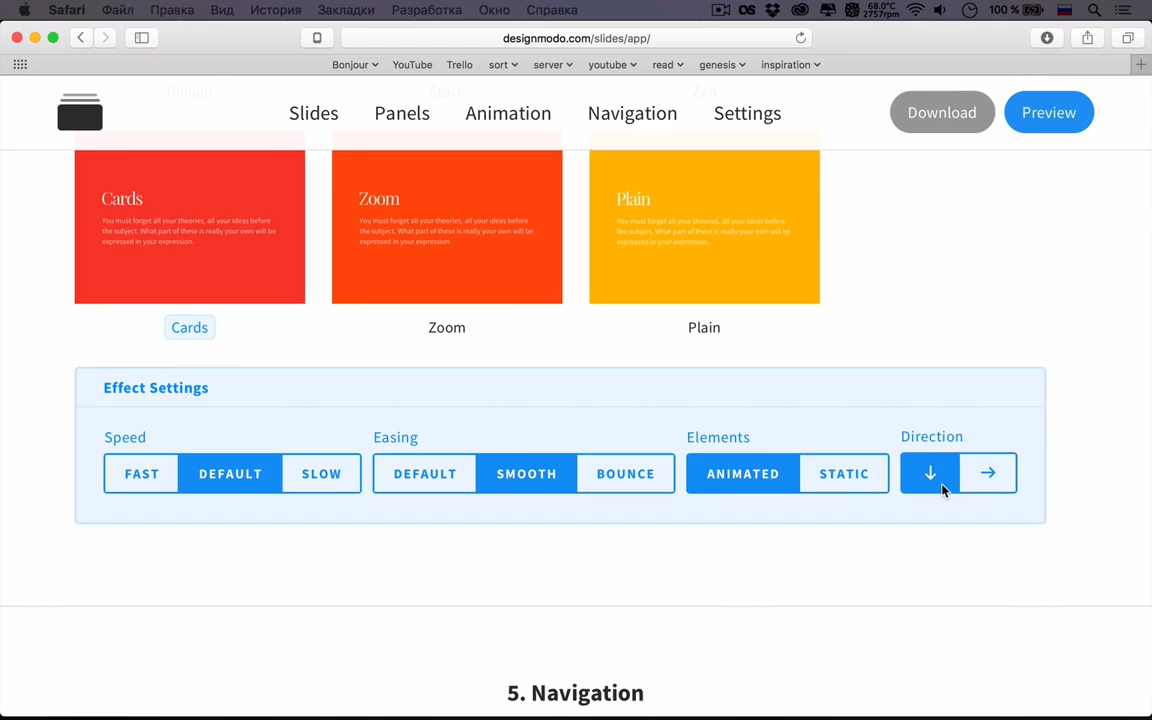 Safari Файл Правка Вид История Закладки Разработка Окно Справка
OS 68.0°C 2757rpm 100 %
designmodo.com/slides/app/
Bonjour YouTube Trello sort server youtube read genesis inspiration
Default Stack Zen
Slides Panels Animation Navigation Settings Download Preview
Cards
You must forget all your theories, all your ideas before
the subject. What part of these is really your own will be
expressed in your expression.
Zoom
You must forget all your theories, all your ideas before
the subject. What part of these is really your own will be
expressed in your expression.
Plain
You must forget all your theories, all your ideas before
the subject. What part of these is really your own will be
expressed in your expression.
Cards Zoom Plain
Effect Settings
Speed Easing Elements Direction
FAST DEFAULT SLOW DEFAULT SMOOTH BOUNCE ANIMATED STATIC ↓ →
5. Navigation